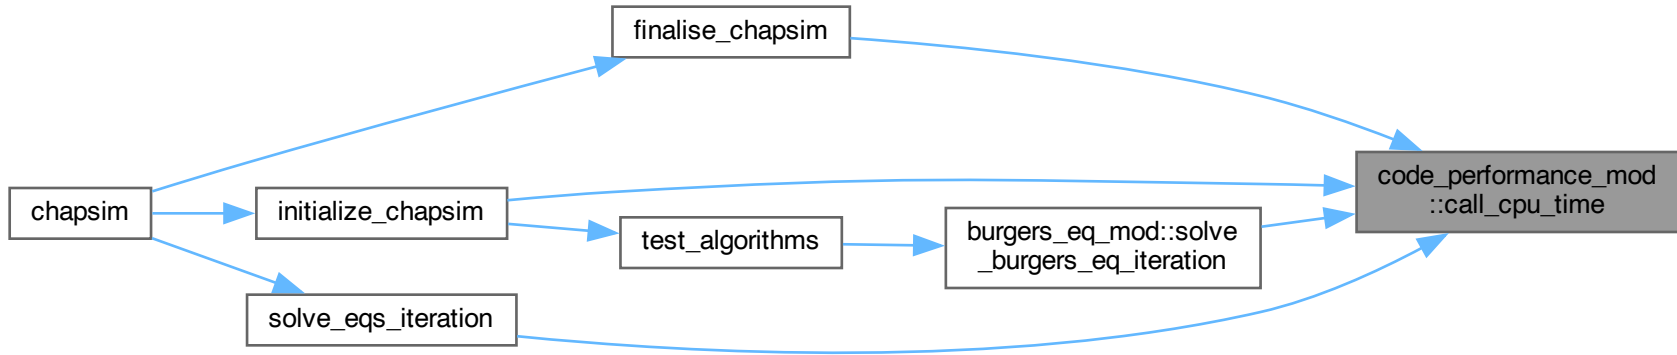 finalise_chapsim
code_performance_mod
::call_cpu_time
chapsim
initialize_chapsim
test_algorithms
burgers_eq_mod::solve
_burgers_eq_iteration
solve_eqs_iteration